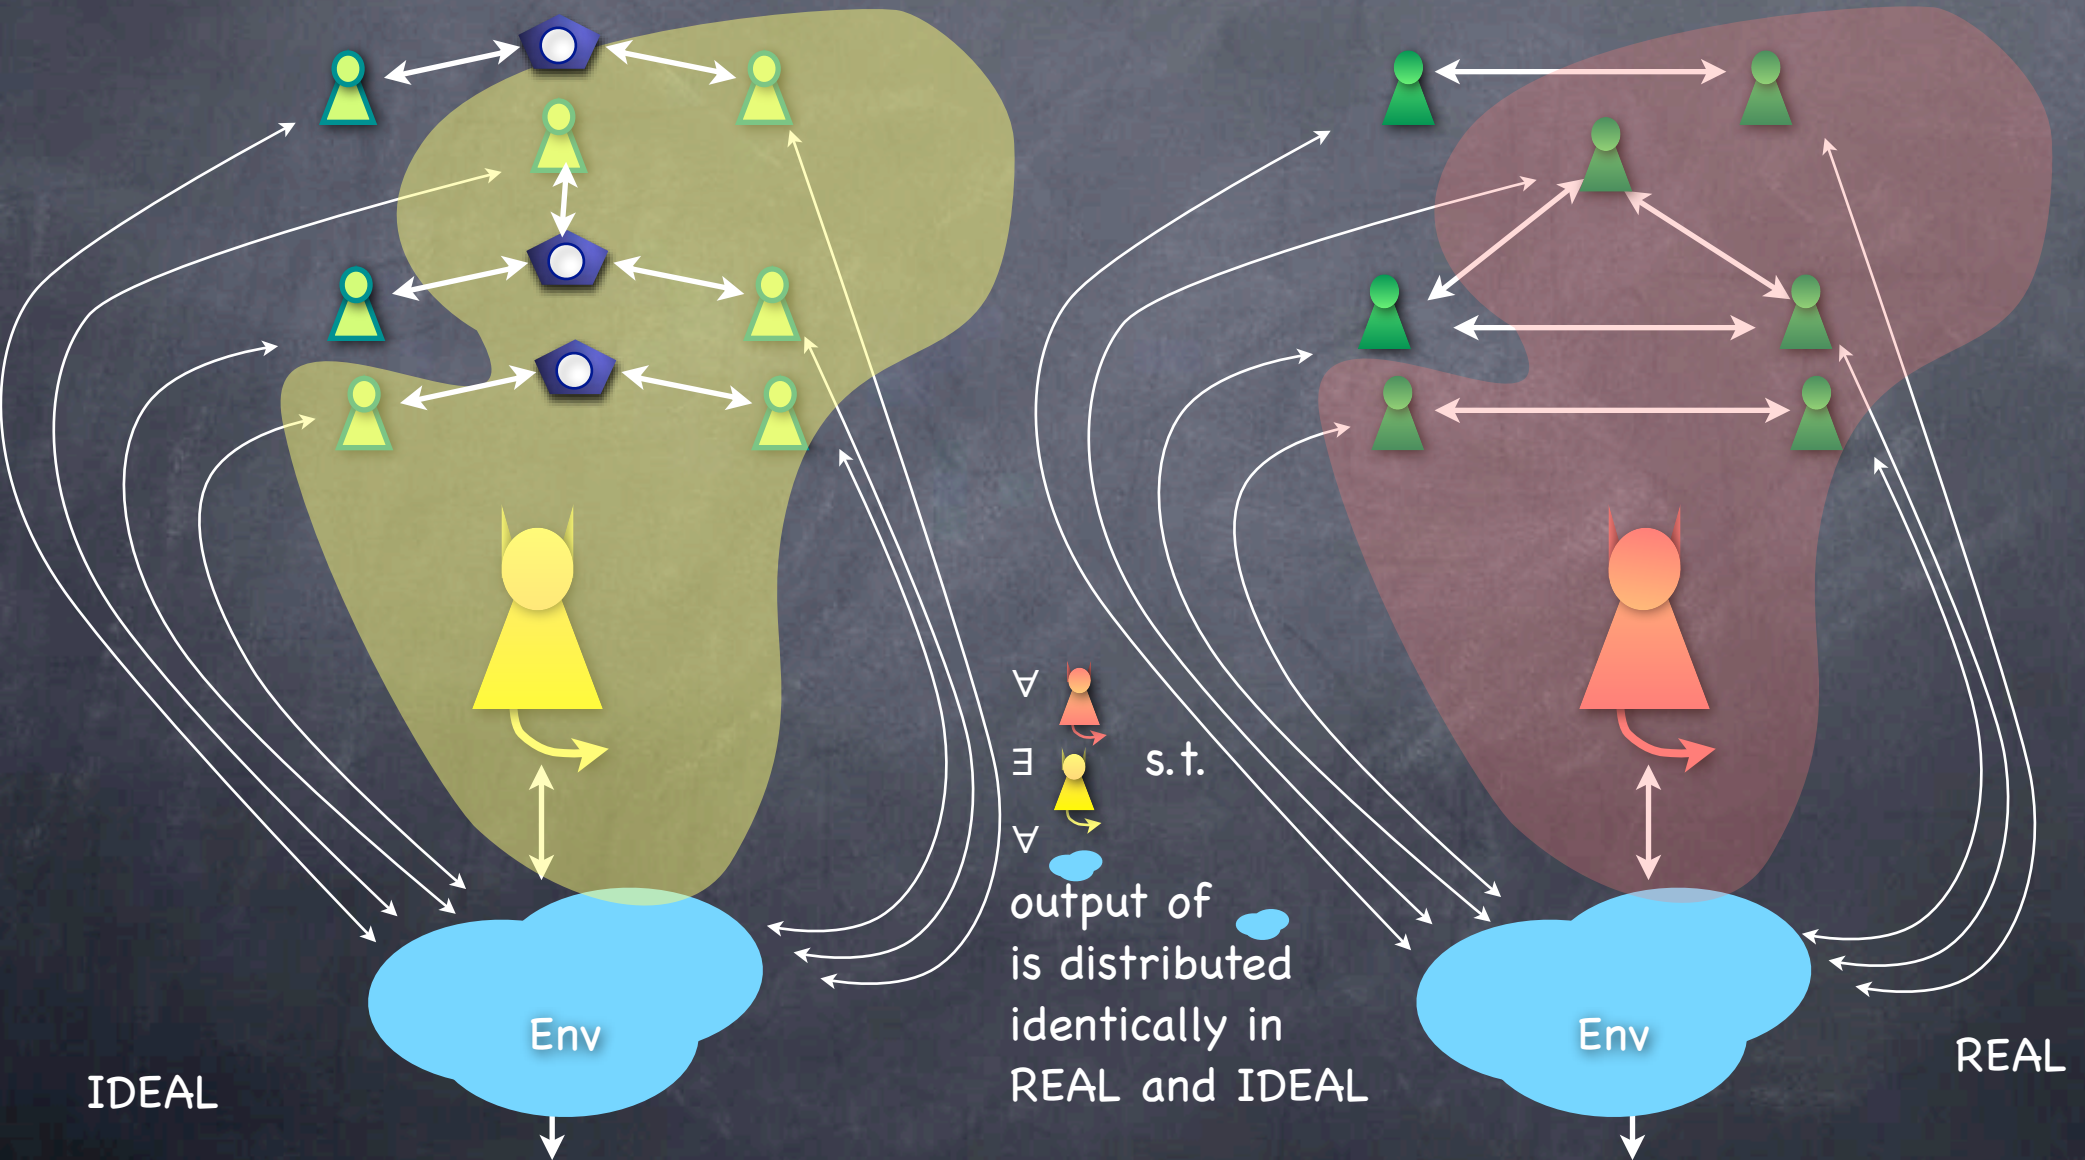 ∀
∃ s.t.
∀
output of
is distributed
identically in
REAL and IDEAL
Env
Env
IDEAL
REAL